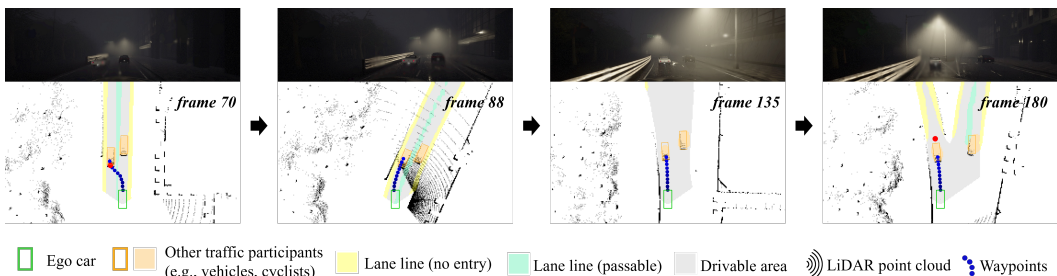 frame 70
frame 88
frame 135
frame 180
Ego car
Other traffic participants
(e.g., vehicles, cyclists)
Lane line (no entry)
Lane line (passable)
Drivable area
LiDAR point cloud
Waypoints